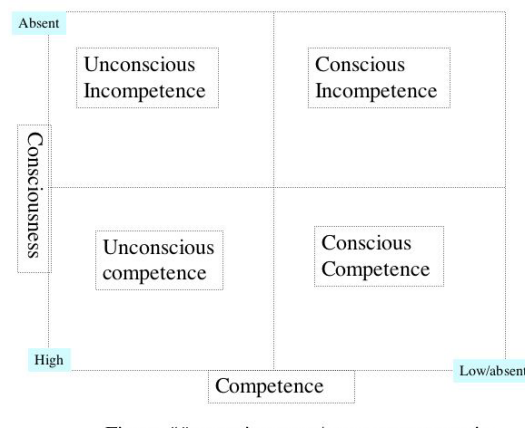 Absent
Unconscious
Incompetence
Conscious
Incompetence
Consciousness
Unconscious
competence
Conscious
Competence
High
Low/absent
Competence